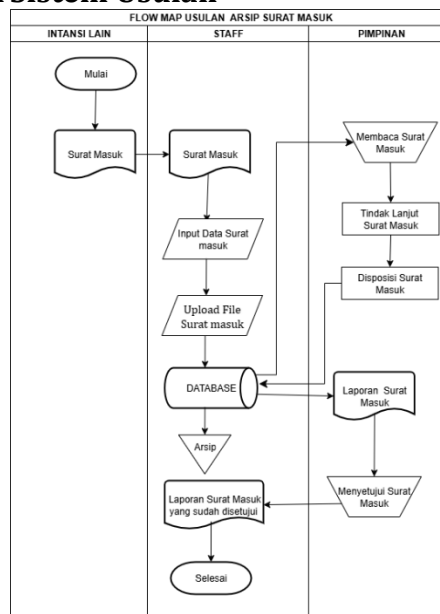 FLOW MAP USULAN ARSIP SURAT MASUK
INTANSI LAIN
STAFF
PIMPINAN
Mulai
Surat Masuk
Surat Masuk
Membaca Surat
Masuk
Input Data Surat
masuk
Tindak Lanjut
Surat Masuk
Upload File
Surat masuk
Disposisi Surat
Masuk
DATABASE
Laporan Surat
Masuk
Arsip
Laporan Surat Masuk
yang sudah disetujui
Menyetujui Surat
Masuk
Selesai